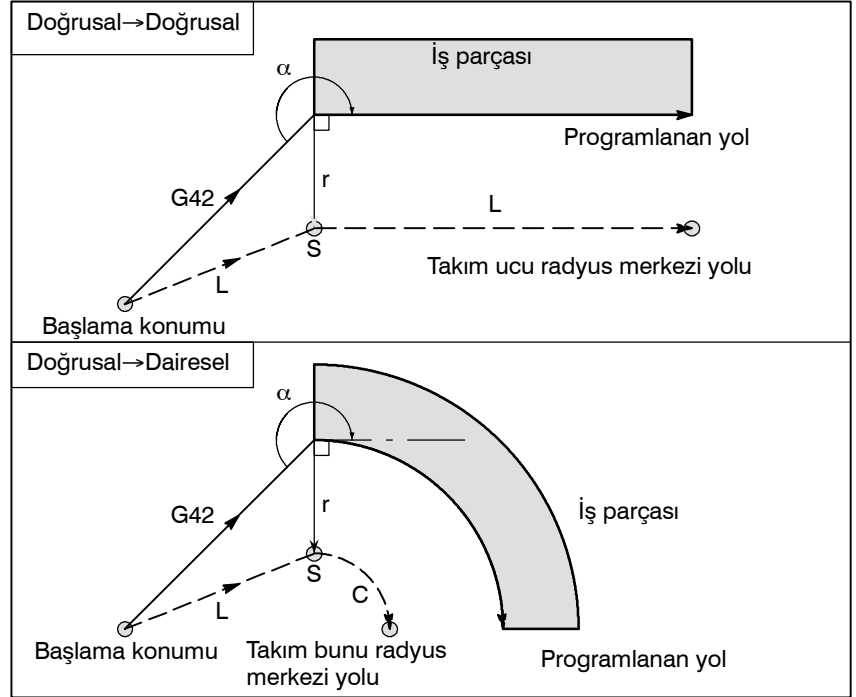 Doğrusal→Doğrusal
İş parçası
α
Programlanan yol
G42
r
L
S
L
Takım ucu radyus merkezi yolu
Başlama konumu
Doğrusal→Dairesel
α
İş parçası
G42
r
S
C
L
Başlama konumu
Takım bunu radyus
merkezi yolu
Programlanan yol